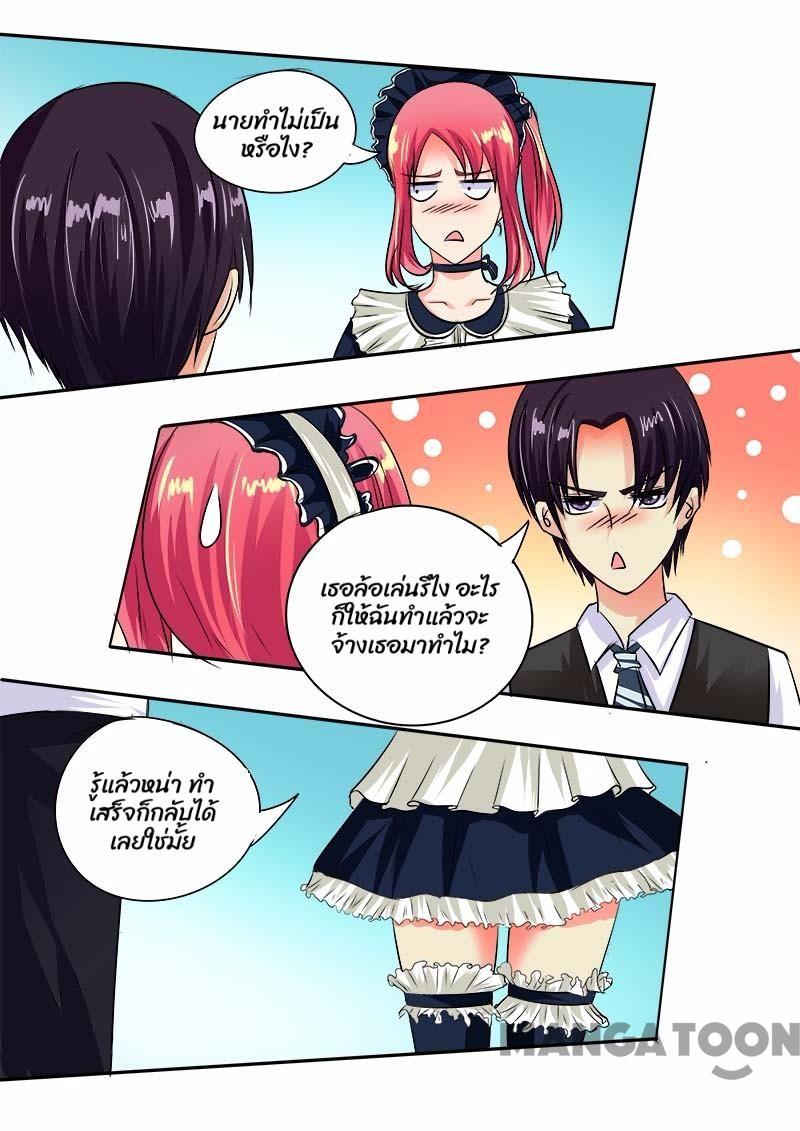 นายทำไม่เป็น
หรือไง?
เธอล้อเล่นรึไง อะไร
ก็ให้ฉันทำแล้วจะ
จ้างเธอมาทำไม?
รู้แล้วหน่า ทำ
เสร็จก็กลับได้
เลยใช่มั้ย
MANGATOON